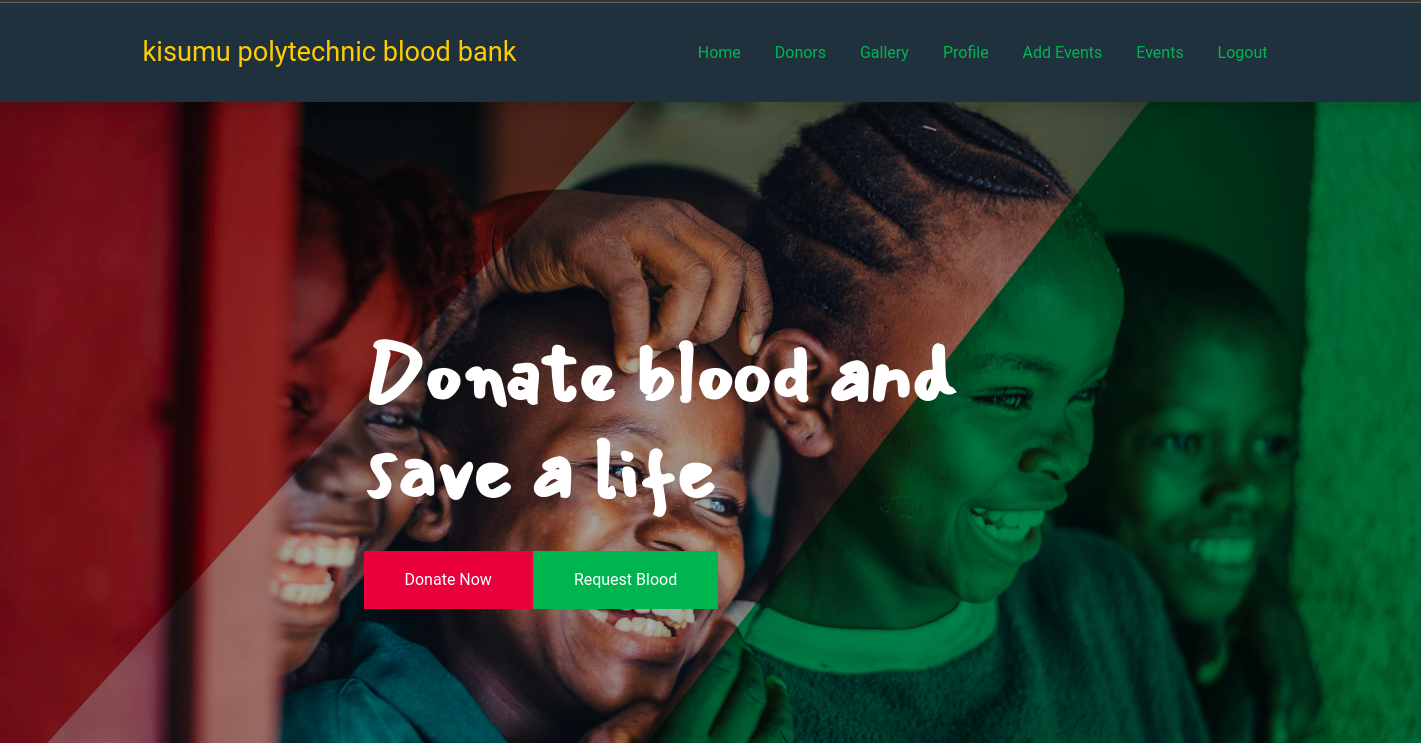 kisumu polytechnic blood bank
Home Donors Gallery Profile Add Events Events Logout
Donate blood and
save a life
Donate Now Request Blood